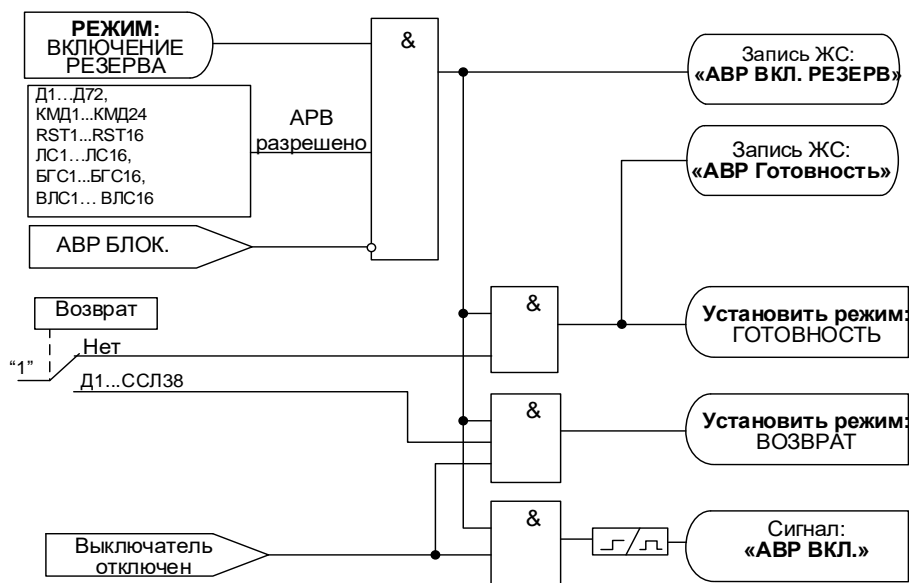 РЕЖИМ:
ВКЛЮЧЕНИЕ
РЕЗЕРВА
&
Запись ЖС:
«АВР ВКЛ. РЕЗЕРВ»
Д1...Д72,
КМД1...КМД24
RST1...RST16
ЛС1...ЛС16,
БГС1...БГС16,
ВЛС1... ВЛС16
АРВ
разрешено
Запись ЖС:
«АВР Готовность»
АВР БЛОК.
Возврат
"1"
Нет
Д1...ССЛ38
&
Установить режим:
ГОТОВНОСТЬ
&
Установить режим:
ВОЗВРАТ
Выключатель
отключен
&
Сигнал:
«АВР ВКЛ.»